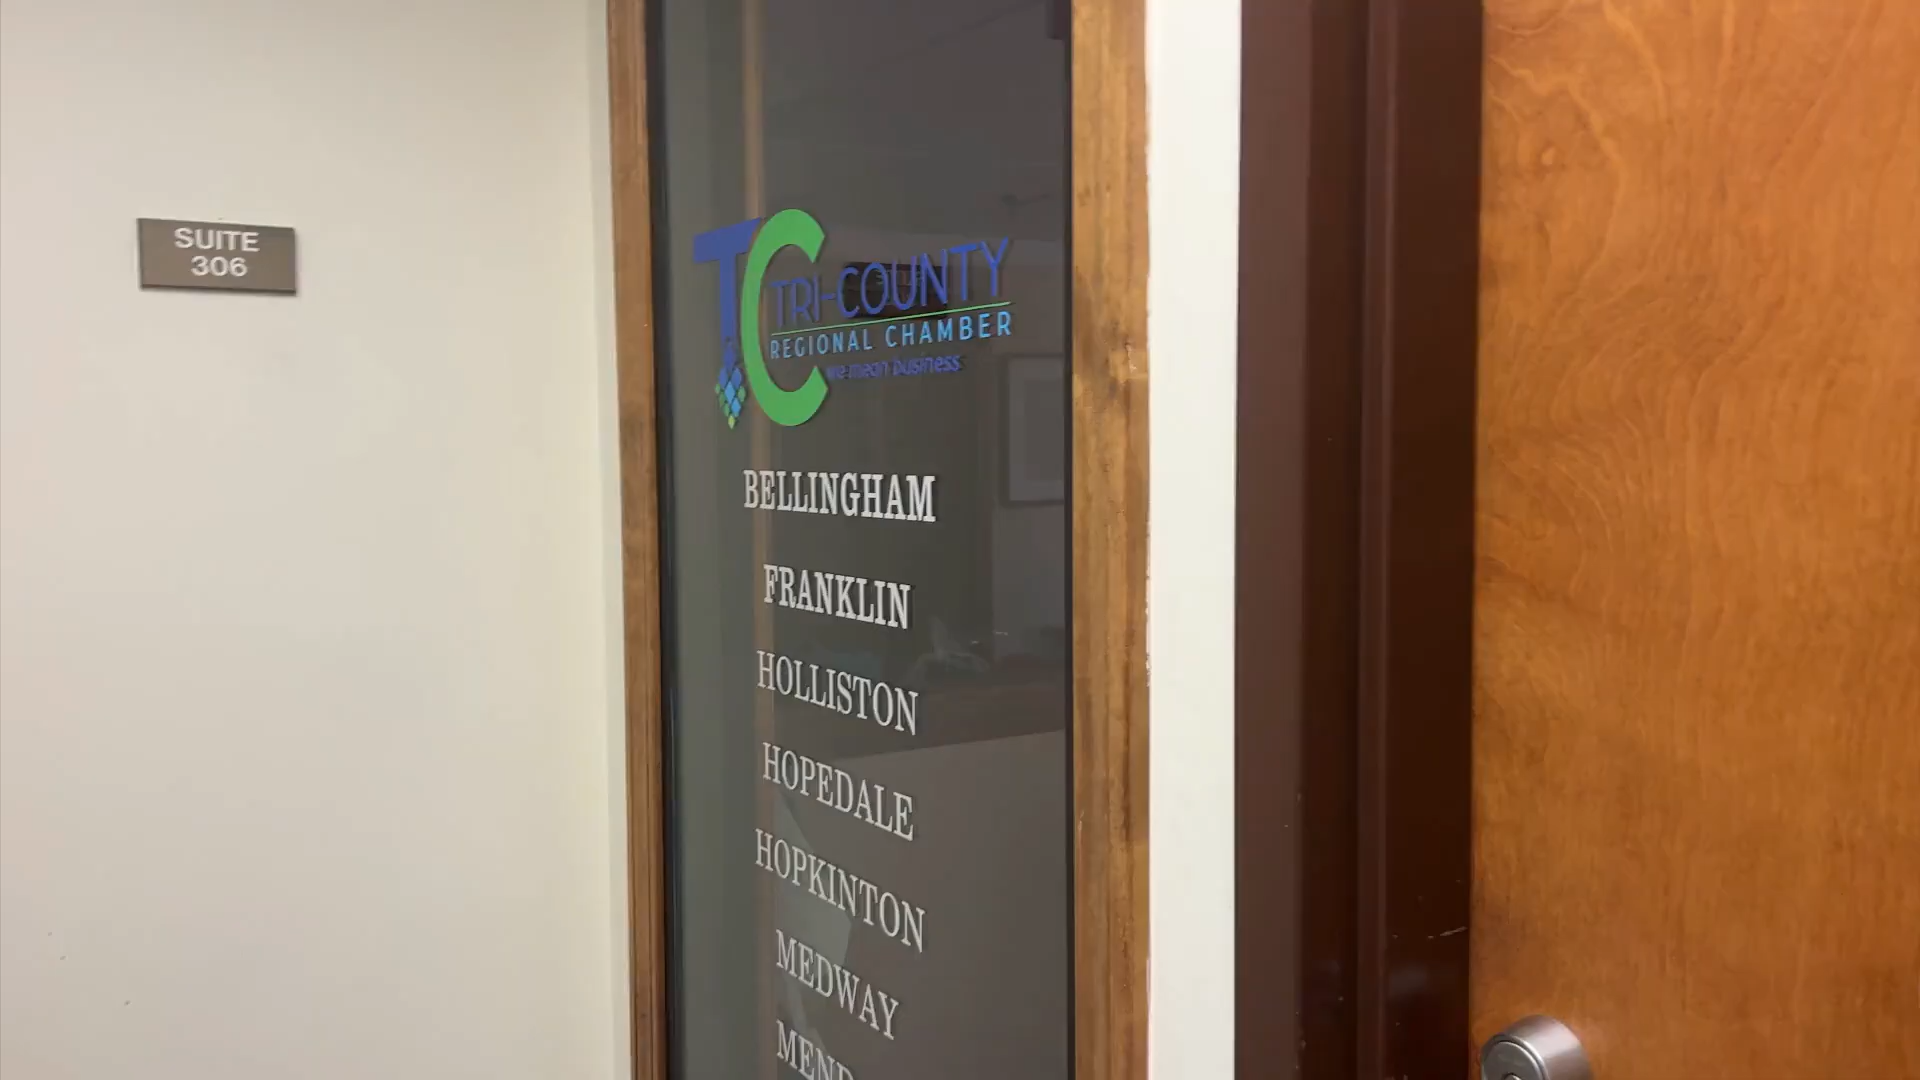 SUITE
306
TC
TRI-COUNTY
REGIONAL CHAMBER
we mean business
BELLINGHAM
FRANKLIN
HOLLISTON
HOPEDALE
HOPKINTON
MEDWAY